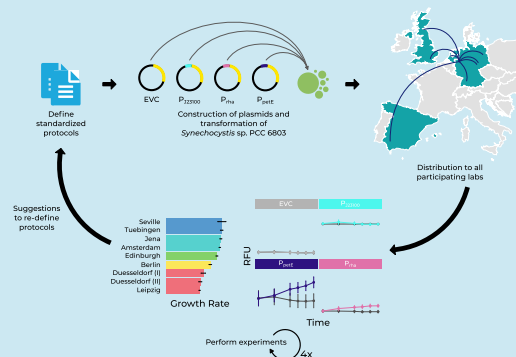 Define
standardized
protocols
EVC
PJ23100
Prha
PpetE
Construction of plasmids and
transformation of
Synechocystis sp. PCC 6803
Distribution to all
participating labs
Suggestions
to re-define
protocols
Seville
Tuebingen
Jena
Amsterdam
Edinburgh
Berlin
Duesseldorf (I)
Duesseldorf (II)
Leipzig
Growth Rate
RFU
EVC
PJ23100
PpetE
Prha
Time
Perform experiments
4x